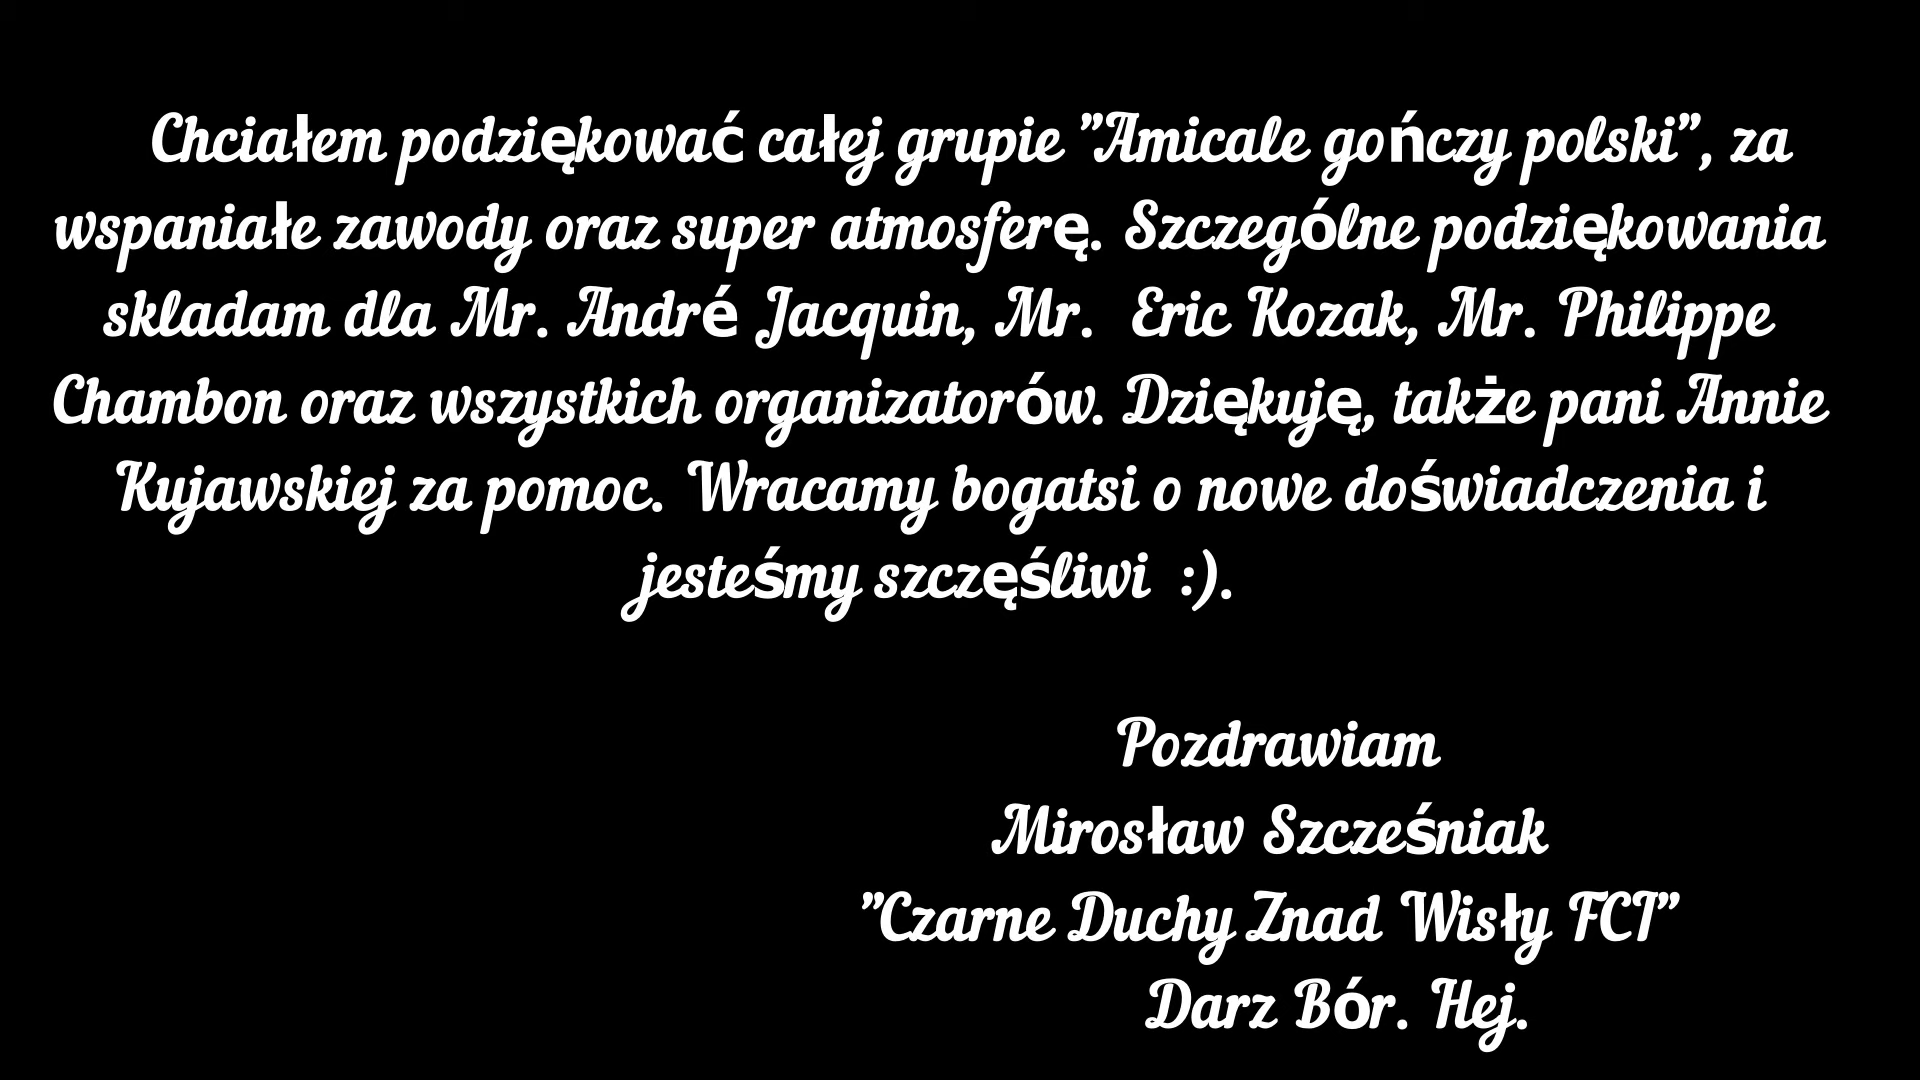 Chciałem podziękować całej grupie "Amicale gończy polski", za
wspaniałe zawody oraz super atmosferę. Szczególne podziękowania
skladam dla Mr. André Jacquin, Mr. Eric Kozak, Mr. Philippe
Chambon oraz wszystkich organizatorów. Dziękuję, także pani Annie
Kujawskiej za pomoc. Wracamy bogatsi o nowe doświadczenia i
jesteśmy szczęśliwi :).
Pozdrawiam
Mirosław Szcześniak
"Czarne Duchy Znad Wisły FCI"
Darz Bór. Hej.